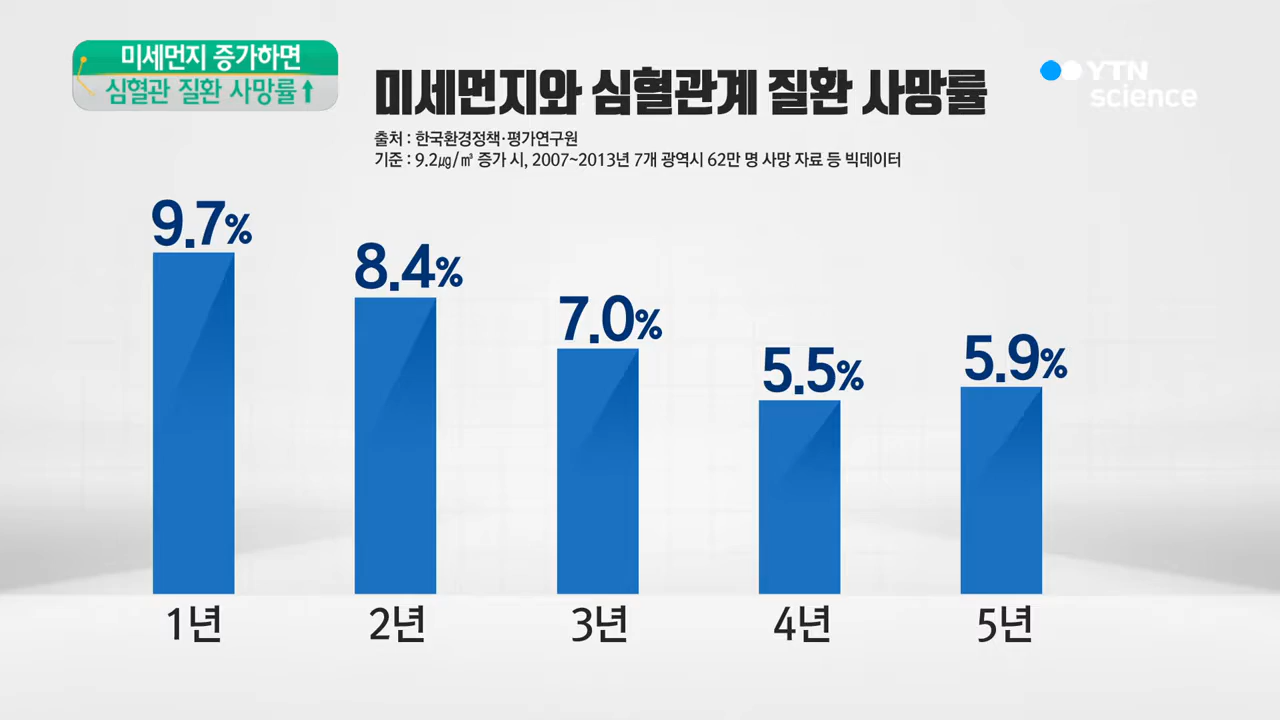 미세먼지 증가하면
심혈관 질환 사망률↑
미세먼지와 심혈관계 질환 사망률
YTN
science
출처 : 한국환경정책·평가연구원
기준 : 9.2㎍/㎥ 증가 시, 2007~2013년 7개 광역시 62만 명 사망 자료 등 빅데이터
9.7%
8.4%
7.0%
5.5%
5.9%
1년
2년
3년
4년
5년